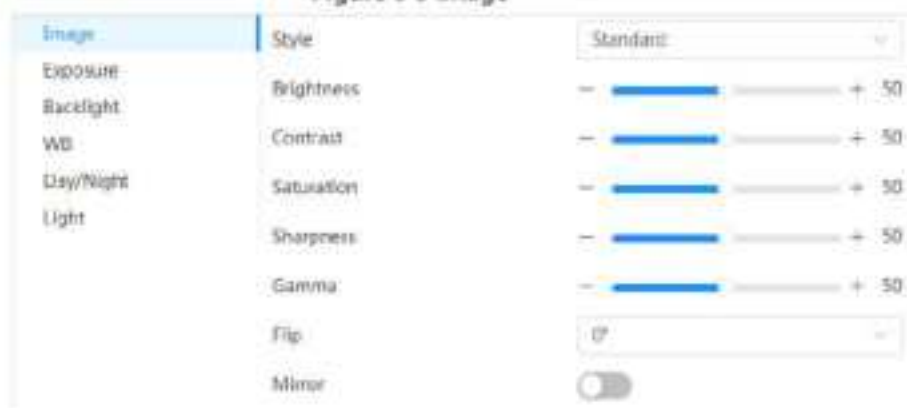 Image
Exposure
Backlight
WB
Day/Night
Light
Style Standard
Brightness - + 50
Contrast - + 50
Saturation - + 50
Sharpness - + 50
Gamma - + 50
Flip 0°
Mirror